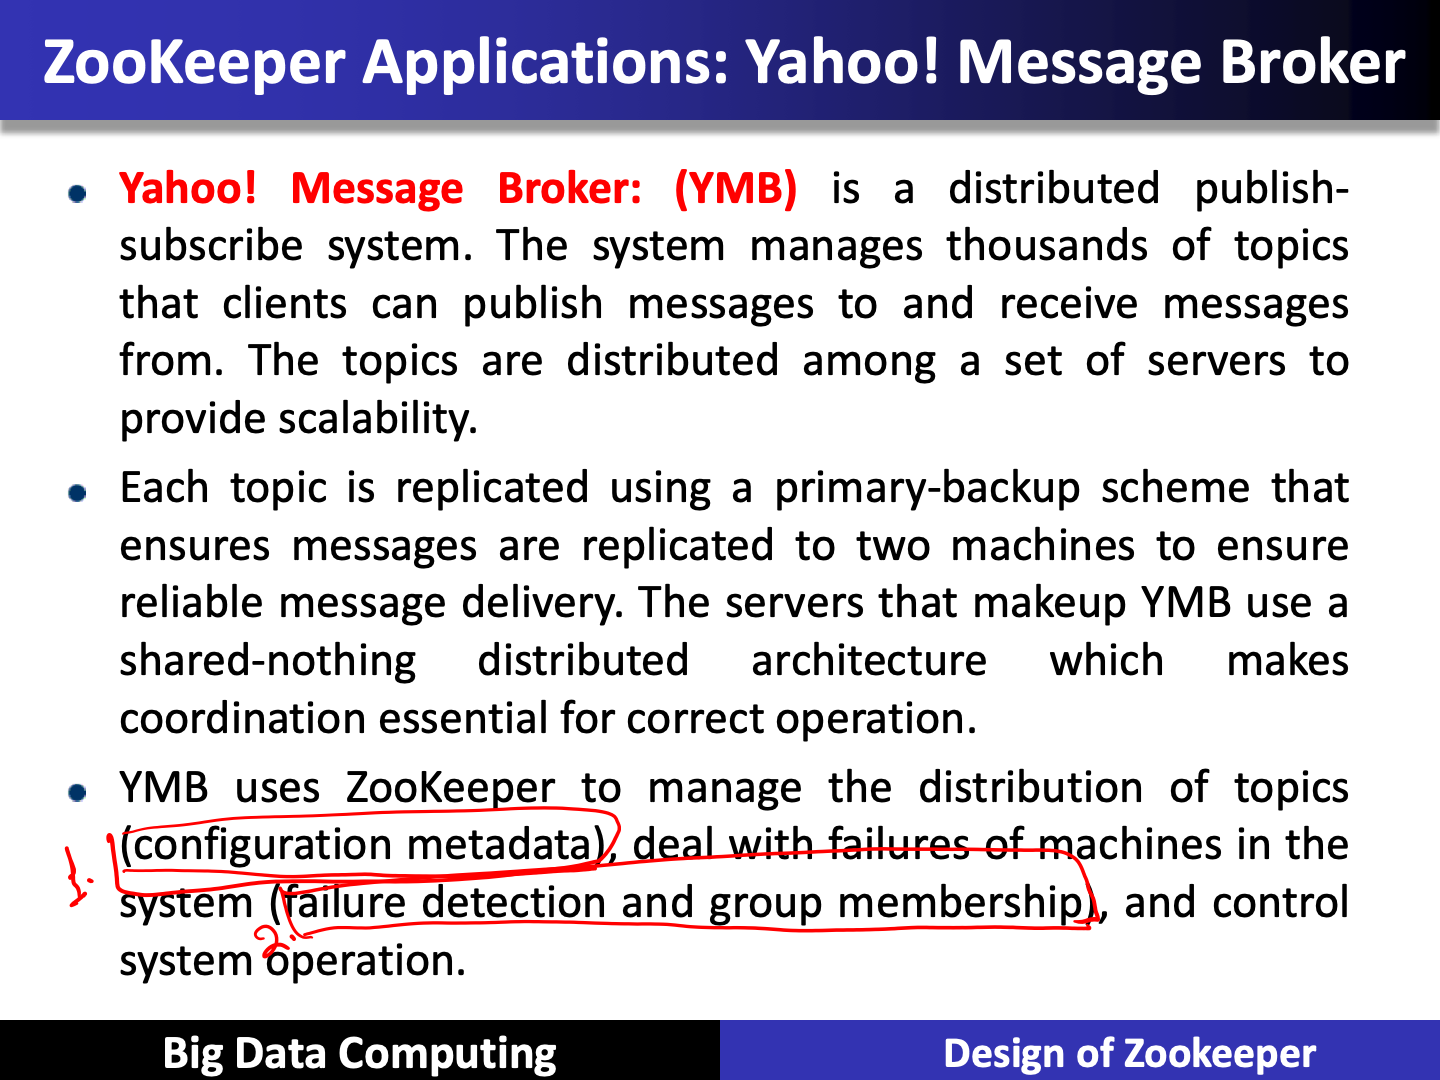 ZooKeeper Applications: Yahoo! Message Broker
Yahoo! Message Broker: (YMB) is a distributed publish-
subscribe system. The system manages thousands of topics
that clients can publish messages to and receive messages
from. The topics are distributed among a set of servers to
provide scalability.
Each topic is replicated using a primary-backup scheme that
ensures messages are replicated to two machines to ensure
reliable message delivery. The servers that makeup YMB use a
shared-nothing distributed architecture which makes
coordination essential for correct operation.
YMB uses ZooKeeper to manage the distribution of topics
(configuration metadata), deal with failures of machines in the
1.
system (failure detection and group membership), and control
2.
system operation.
Big Data Computing
Design of Zookeeper